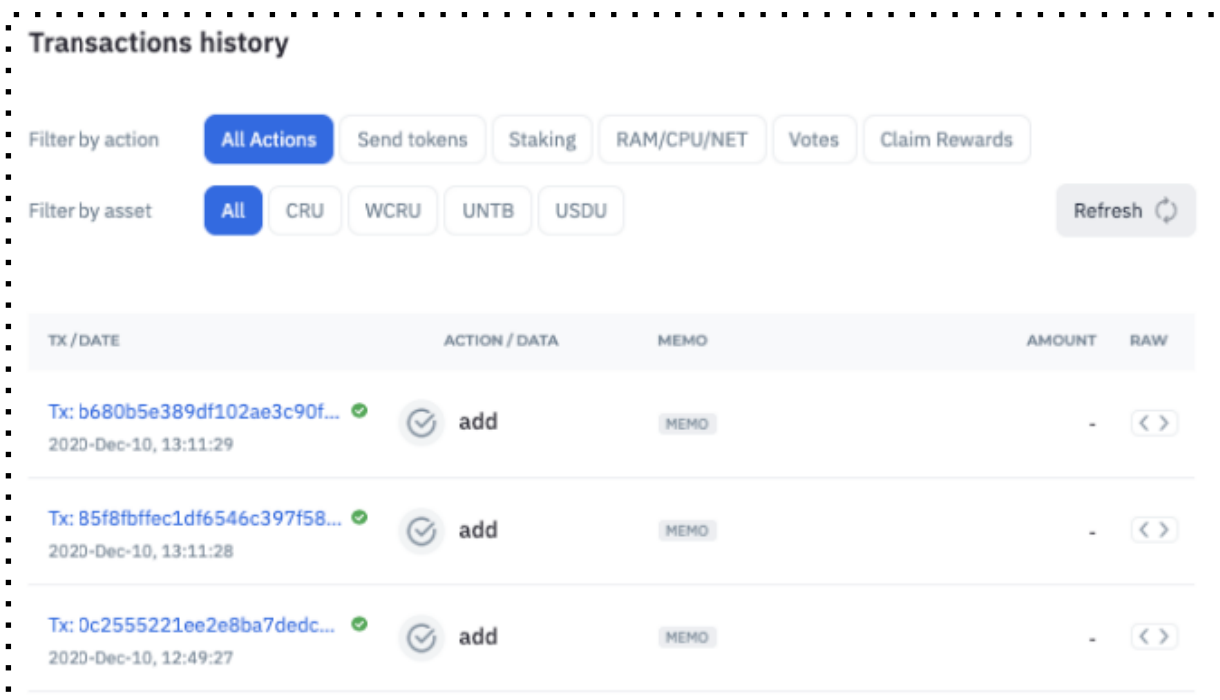 Transactions history
Filter by action All Actions Send tokens Staking RAM/CPU/NET Votes Claim Rewards
Filter by asset All CRU WCRU UNTB USDU Refresh
TX / DATE ACTION / DATA MEMO AMOUNT RAW
Tx: b680b5e389df102ae3c90f... add MEMO - < >
2020-Dec-10, 13:11:29
Tx: 85f8fbffec1df6546c397f58... add MEMO - < >
2020-Dec-10, 13:11:28
Tx: 0c2555221ee2e8ba7dedc... add MEMO - < >
2020-Dec-10, 12:49:27